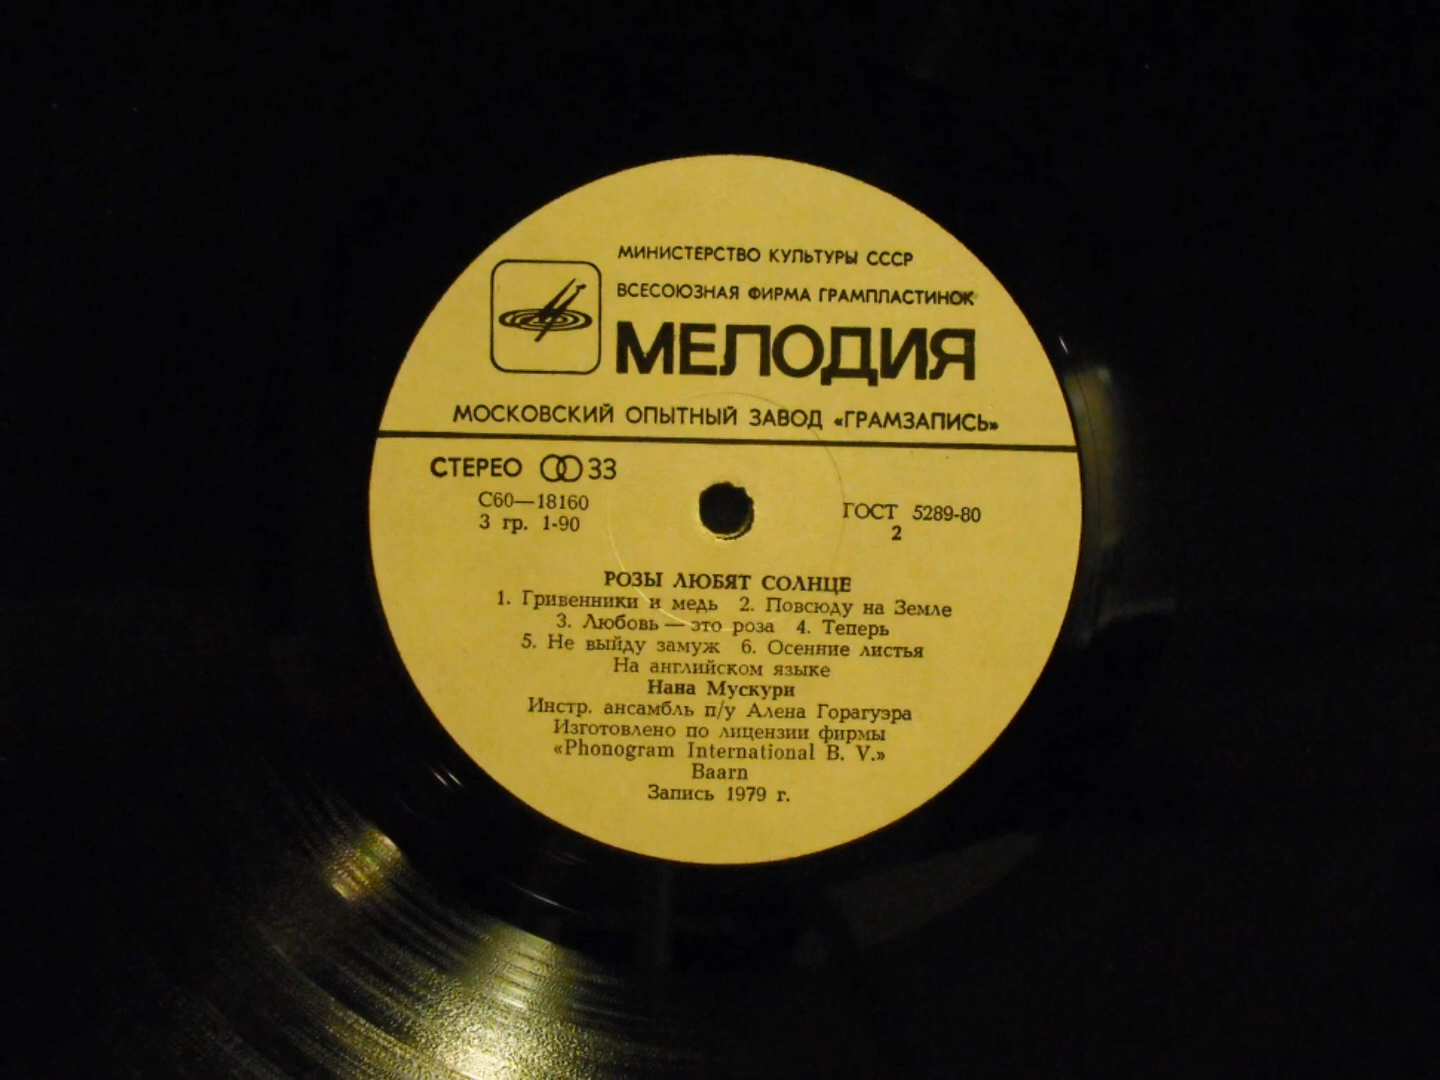 МИНИСТЕРСТВО КУЛЬТУРЫ СССР
ВСЕСОЮЗНАЯ ФИРМА ГРАМПЛАСТИНОК
МЕЛОДИЯ
МОСКОВСКИЙ ОПЫТНЫЙ ЗАВОД «ГРАМЗАПИСЬ»
СТЕРЕО 33
С60—18160
3 гр. 1-90
ГОСТ 5289-80
2
РОЗЫ ЛЮБЯТ СОЛНЦЕ
1. Гривенники и медь 2. Повсюду на Земле
3. Любовь — это роза 4. Теперь
5. Не выйду замуж 6. Осенние листья
На английском языке
Нана Мускури
Инстр. ансамбль п/у Алена Горагуэра
Изготовлено по лицензии фирмы
«Phonogram International B. V.»
Baarn
Запись 1979 г.